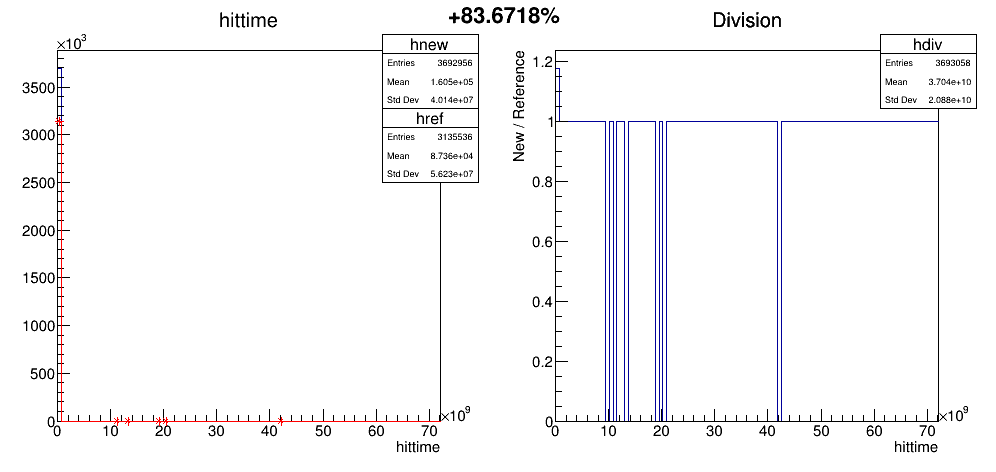 +83.6718%
hittime
×10³
hnew
Entries 3692956
Mean 1.605e+05
Std Dev 4.014e+07
href
Entries 3135536
Mean 8.736e+04
Std Dev 5.623e+07
3500
3000
2500
2000
1500
1000
500
0
0 10 20 30 40 50 60 70
×10⁹
hittime
Division
hdiv
Entries 3693058
Mean 3.704e+10
Std Dev 2.088e+10
New / Reference
1.2
1
0.8
0.6
0.4
0.2
0
0 10 20 30 40 50 60 70
×10⁹
hittime